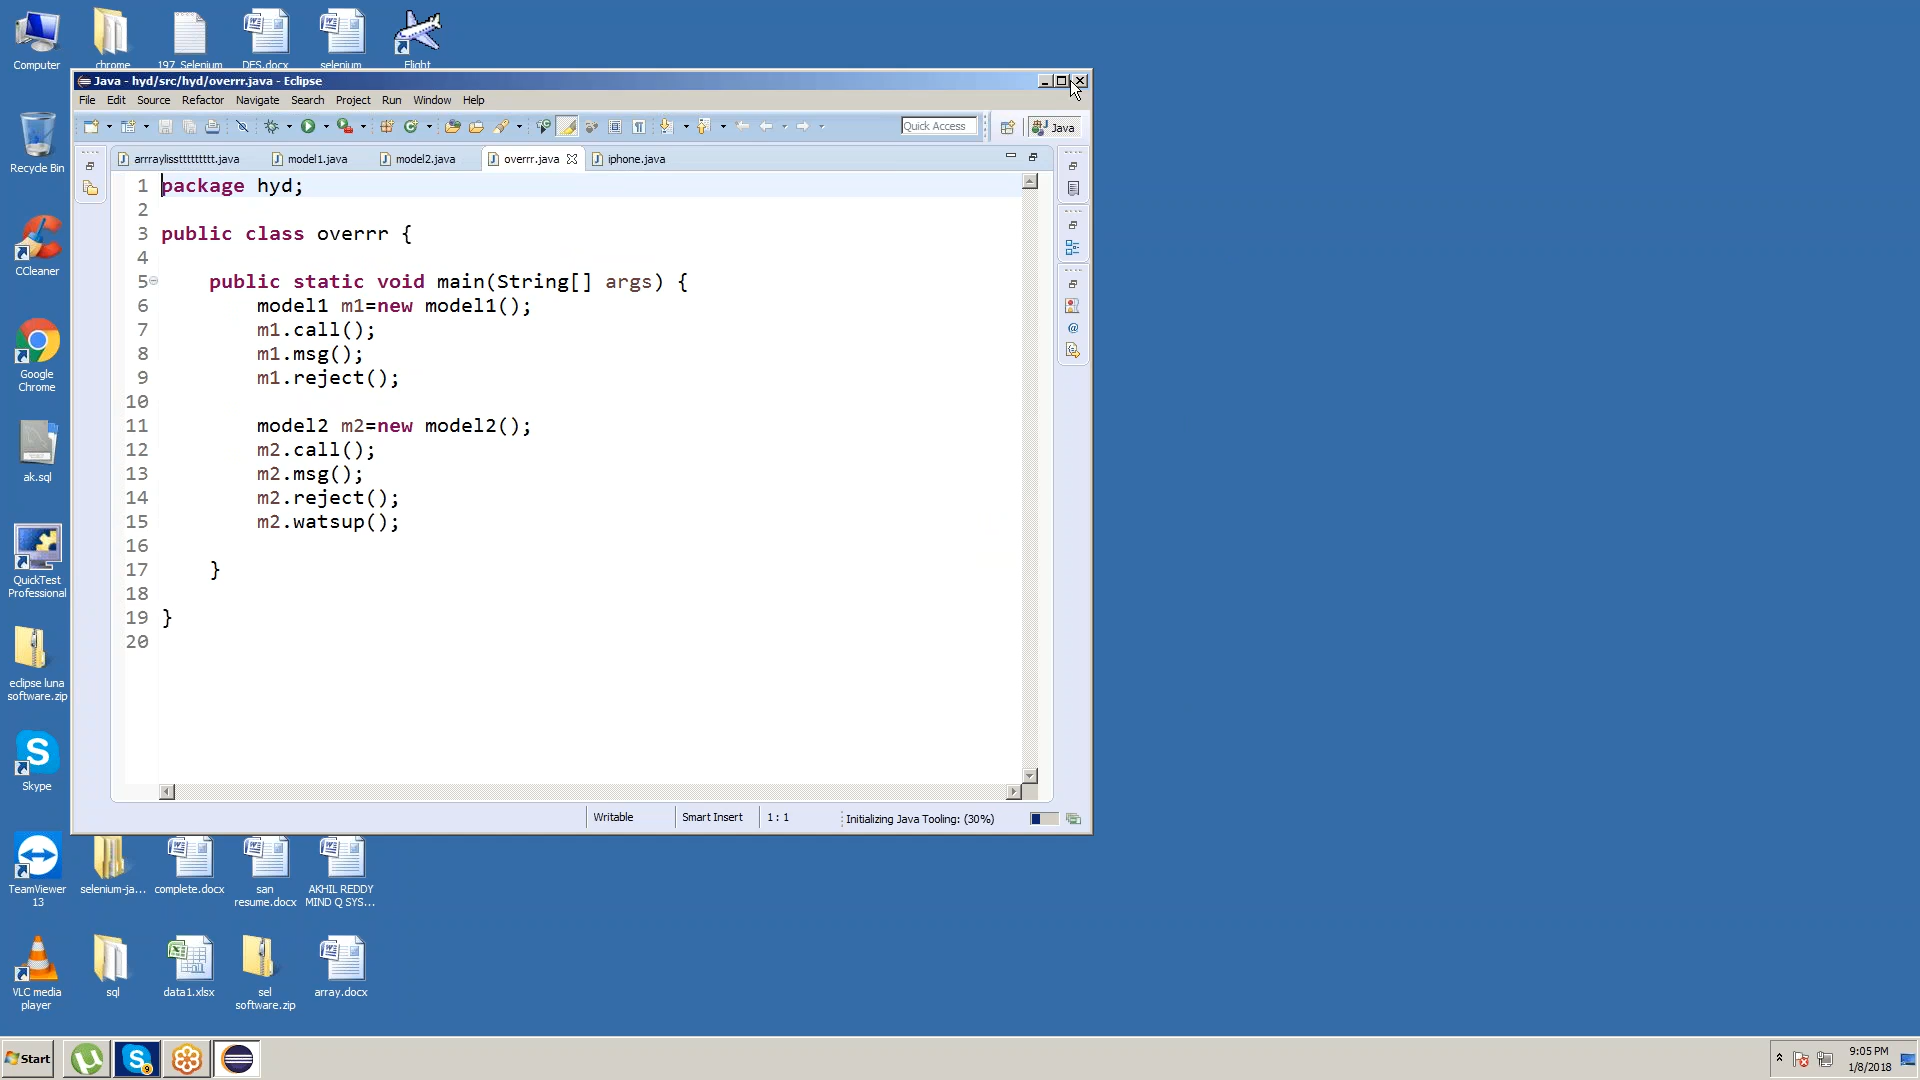 Computer
chrome
197_Selenium
DES.docx
selenium
Flight
Java - hyd/src/hyd/overrr.java - Eclipse
File Edit Source Refactor Navigate Search Project Run Window Help
Quick Access
Java
arrraylissttttttttt.java
model1.java
model2.java
overrr.java
iphone.java
1 package hyd;
2
3 public class overrr {
4
5 public static void main(String[] args) {
6 model1 m1=new model1();
7 m1.call();
8 m1.msg();
9 m1.reject();
10
11 model2 m2=new model2();
12 m2.call();
13 m2.msg();
14 m2.reject();
15 m2.watsup();
16
17 }
18
19 }
20
Writable
Smart Insert
1 : 1
Initializing Java Tooling: (30%)
Recycle Bin
CCleaner
Google
Chrome
ak.sql
QuickTest
Professional
eclipse luna
software.zip
Skype
TeamViewer
13
selenium-ja...
complete.docx
san
resume.docx
AKHIL REDDY
MIND Q SYS...
VLC media
player
sql
data1.xlsx
sel
software.zip
array.docx
Start
9:05 PM
1/8/2018